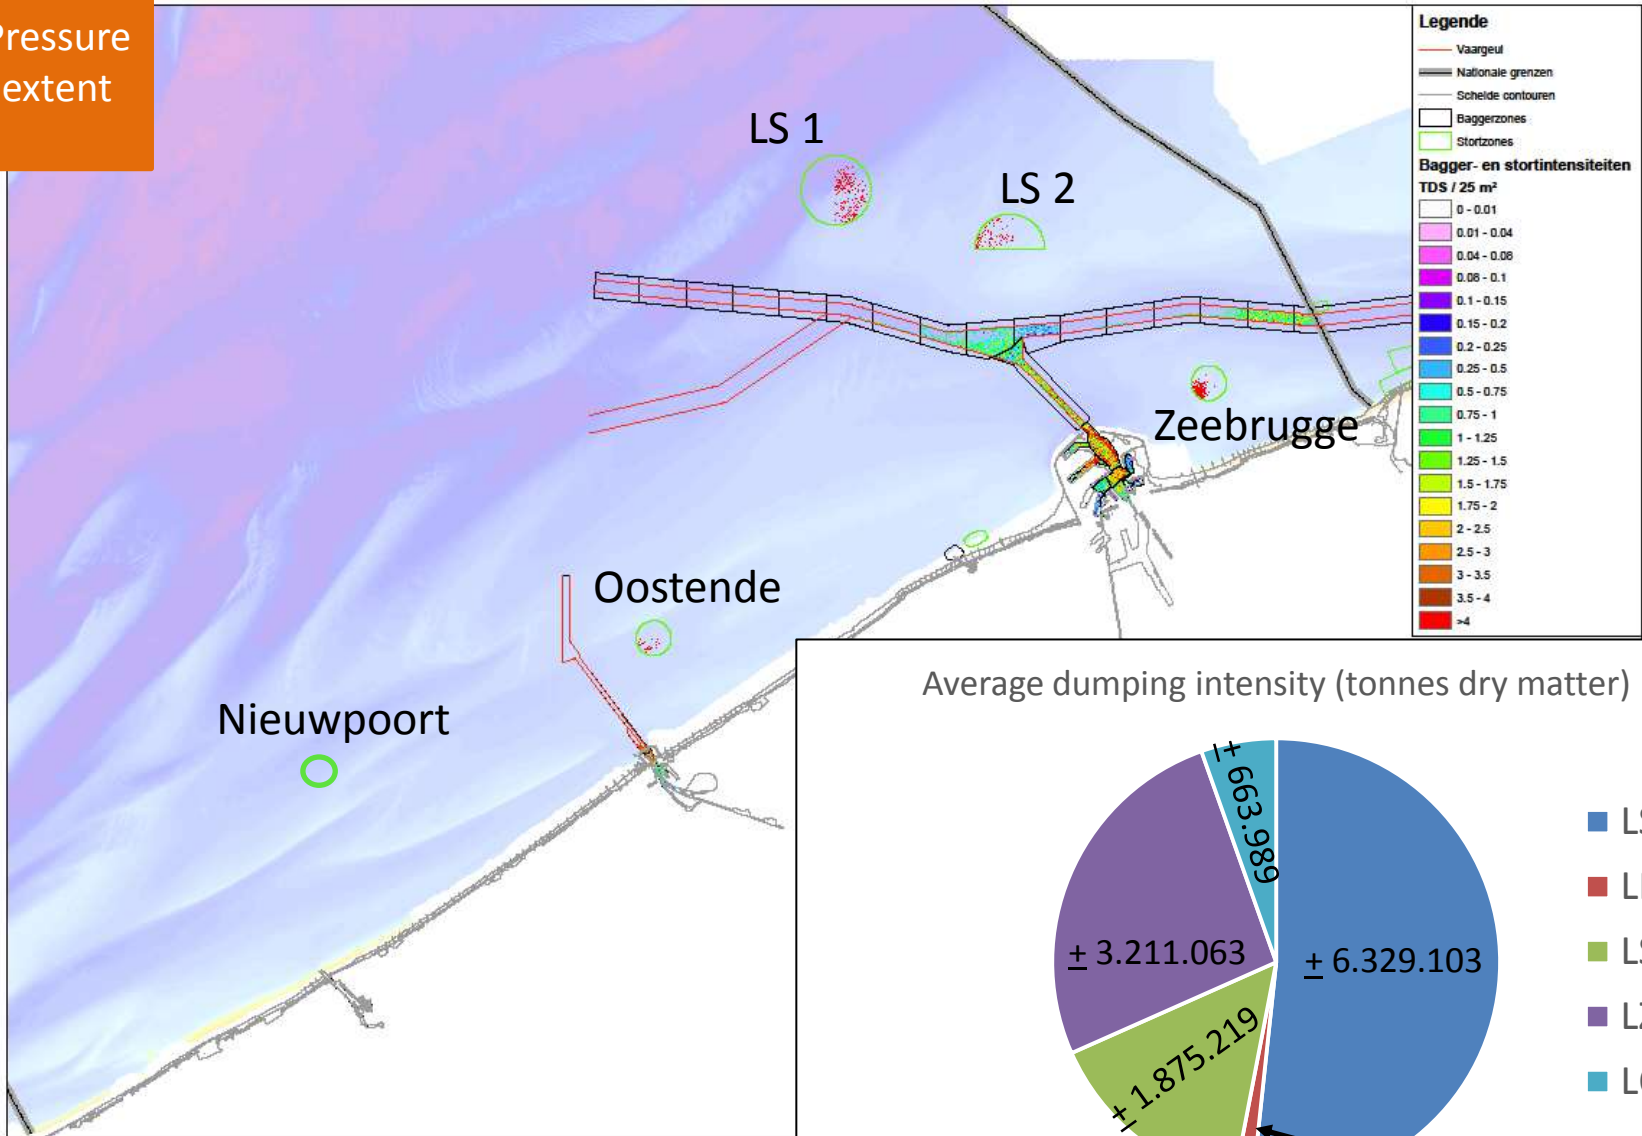 Pressure
extent
LS 1
LS 2
Zeebrugge
Oostende
Nieuwpoort
Legende
Vaargeul
Nationale grenzen
Schelde contouren
Baggerzones
Stortzones
Bagger- en stortintensiteiten
TDS / 25 m²
0 - 0.01
0.01 - 0.04
0.04 - 0.08
0.08 - 0.1
0.1 - 0.15
0.15 - 0.2
0.2 - 0.25
0.25 - 0.5
0.5 - 0.75
0.75 - 1
1 - 1.25
1.25 - 1.5
1.5 - 1.75
1.75 - 2
2 - 2.5
2.5 - 3
3 - 3.5
3.5 - 4
>4
Average dumping intensity (tonnes dry matter)
± 663.989
± 3.211.063
± 6.329.103
± 1.875.219